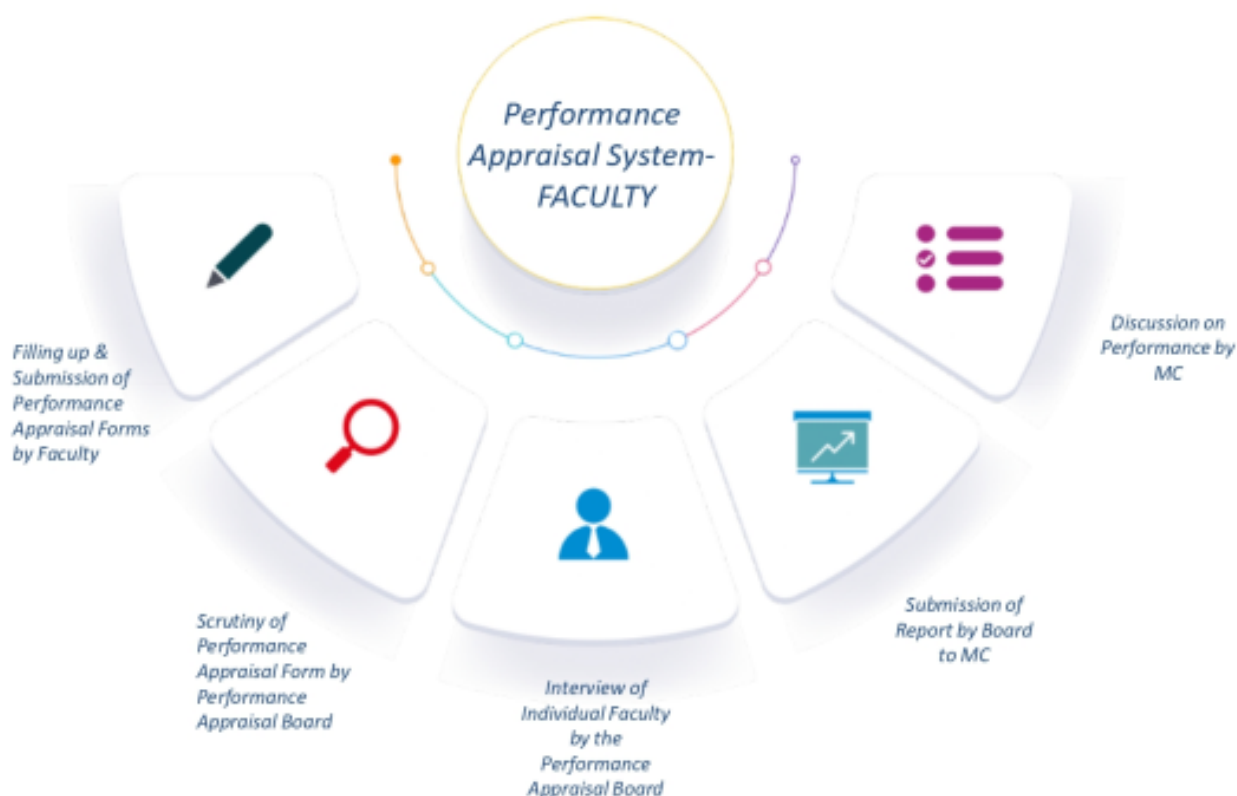 Performance
Appraisal System-
FACULTY
Filling up &
Submission of
Performance
Appraisal Forms
by Faculty
Scrutiny of
Performance
Appraisal Form by
Performance
Appraisal Board
Interview of
Individual Faculty
by the
Performance
Appraisal Board
Submission of
Report by Board
to MC
Discussion on
Performance by
MC